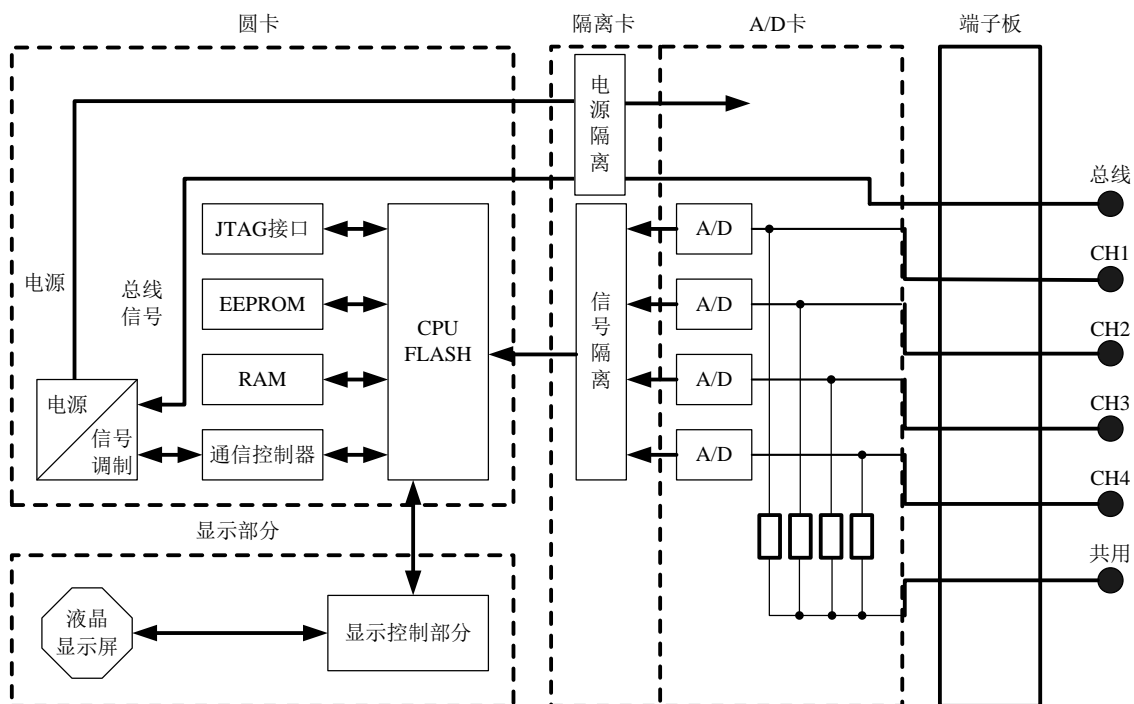 圆卡
隔离卡
A/D卡
端子板
电源隔离
总线
JTAG接口
A/D
CH1
电源
总线
信号
EEPROM
CPU
FLASH
信号隔离
A/D
CH2
RAM
A/D
CH3
电源
信号
调制
通信控制器
A/D
CH4
显示部分
共用
液晶
显示屏
显示控制部分